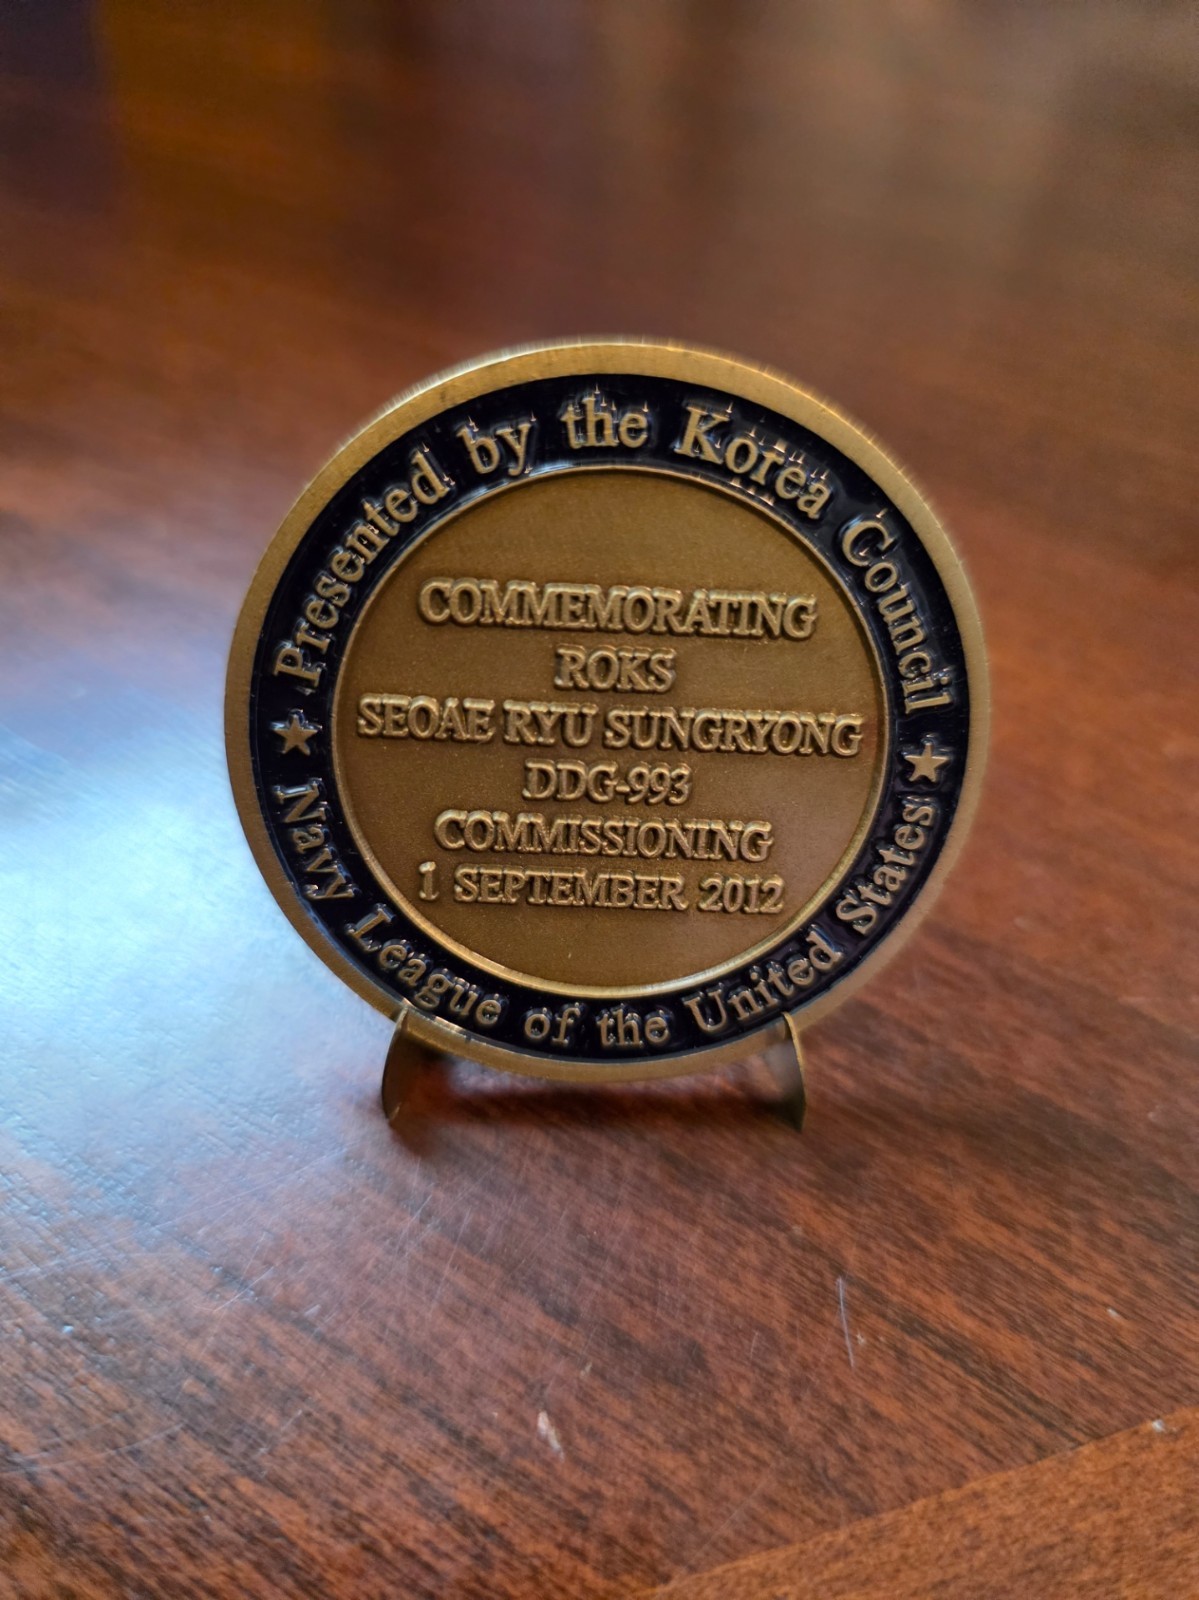 Presented by the Korea Council
COMMEMORATING
ROKS
SEOAE RYU SUNGRYONG
DDG-993
COMMISSIONING
1 SEPTEMBER 2012
Navy League of the United States